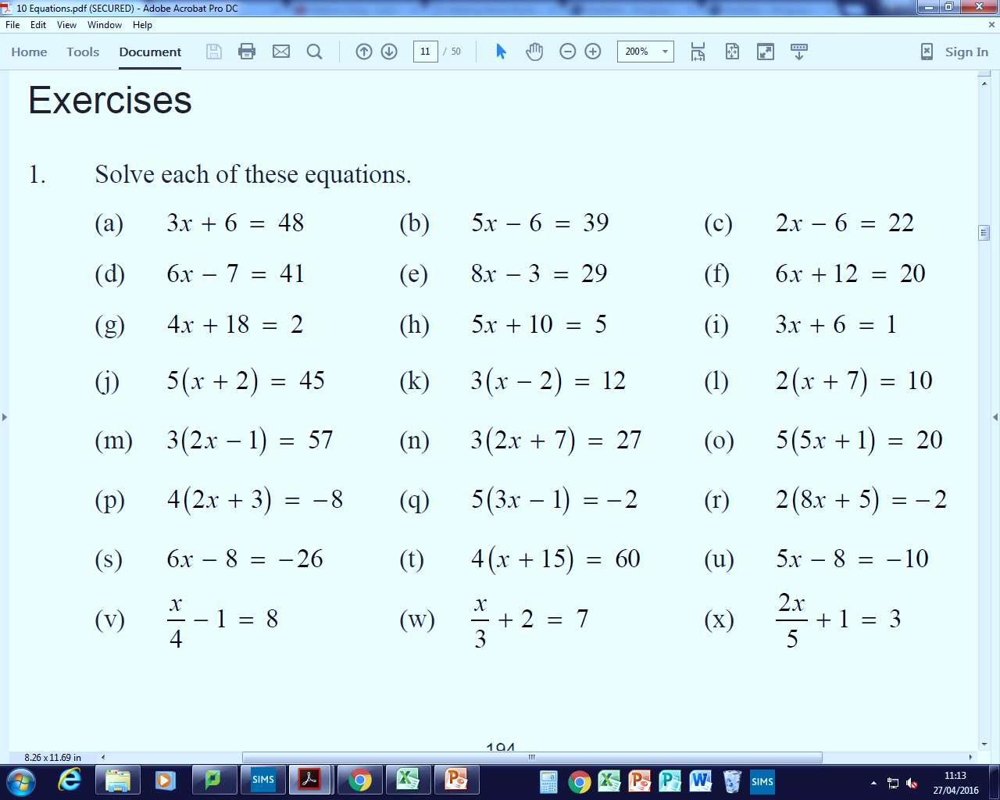 10 Equations.pdf (SECURED) - Adobe Acrobat Pro DC
File Edit View Window Help
Home Tools Document 11 / 50 200% Sign In
Exercises
1. Solve each of these equations.
(a) 3x + 6 = 48 (b) 5x − 6 = 39 (c) 2x − 6 = 22
(d) 6x − 7 = 41 (e) 8x − 3 = 29 (f) 6x + 12 = 20
(g) 4x + 18 = 2 (h) 5x + 10 = 5 (i) 3x + 6 = 1
(j) 5(x + 2) = 45 (k) 3(x − 2) = 12 (l) 2(x + 7) = 10
(m) 3(2x − 1) = 57 (n) 3(2x + 7) = 27 (o) 5(5x + 1) = 20
(p) 4(2x + 3) = −8 (q) 5(3x − 1) = −2 (r) 2(8x + 5) = −2
(s) 6x − 8 = −26 (t) 4(x + 15) = 60 (u) 5x − 8 = −10
(v) x/4 − 1 = 8 (w) x/3 + 2 = 7 (x) 2x/5 + 1 = 3
194
8.26 x 11.69 in
SIMS SIMS 11:13
27/04/2016